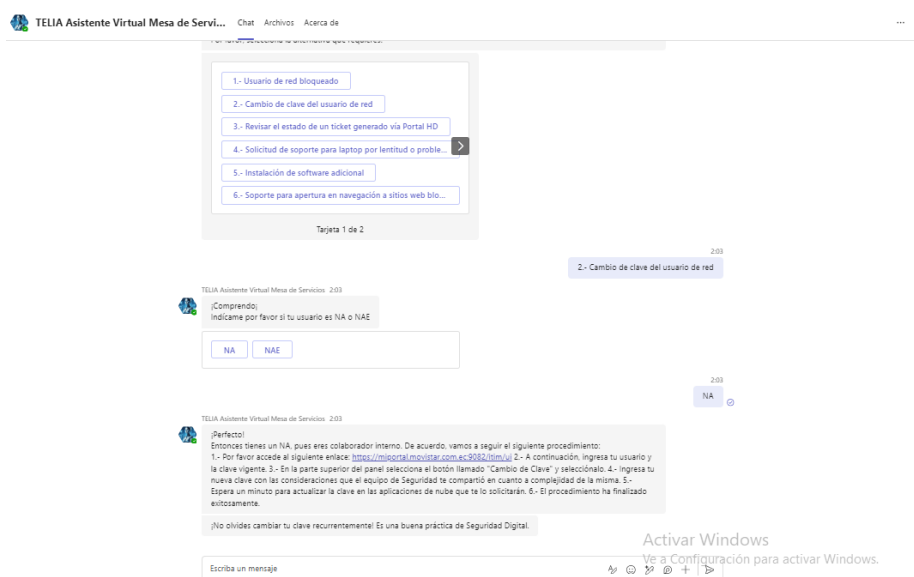 TELIA Asistente Virtual Mesa de Servi... Chat Archivos Acerca de ...
Por favor, selecciona la alternativa que requieres:
1.- Usuario de red bloqueado
2.- Cambio de clave del usuario de red
3.- Revisar el estado de un ticket generado vía Portal HD
4.- Solicitud de soporte para laptop por lentitud o proble...
5.- Instalación de software adicional
6.- Soporte para apertura en navegación a sitios web blo...
Tarjeta 1 de 2
2:03
2.- Cambio de clave del usuario de red
TELIA Asistente Virtual Mesa de Servicios 2:03
¡Comprendo¡
Indícame por favor si tu usuario es NA o NAE
NA NAE
2:03
NA
TELIA Asistente Virtual Mesa de Servicios 2:03
¡Perfecto!
Entonces tienes un NA, pues eres colaborador interno. De acuerdo, vamos a seguir el siguiente procedimiento:
1.- Por favor accede al siguiente enlace: https://miportal.movistar.com.ec:9082/itim/ui 2.- A continuación, ingresa tu usuario y
la clave vigente. 3.- En la parte superior del panel selecciona el botón llamado "Cambio de Clave" y selecciónalo. 4.- Ingresa tu
nueva clave con las consideraciones que el equipo de Seguridad te compartió en cuanto a complejidad de la misma. 5.-
Espera un minuto para actualizar la clave en las aplicaciones de nube que te lo solicitarán. 6.- El procedimiento ha finalizado
exitosamente.
¡No olvides cambiar tu clave recurrentemente! Es una buena práctica de Seguridad Digital.
Activar Windows
Ve a Configuración para activar Windows.
Escriba un mensaje